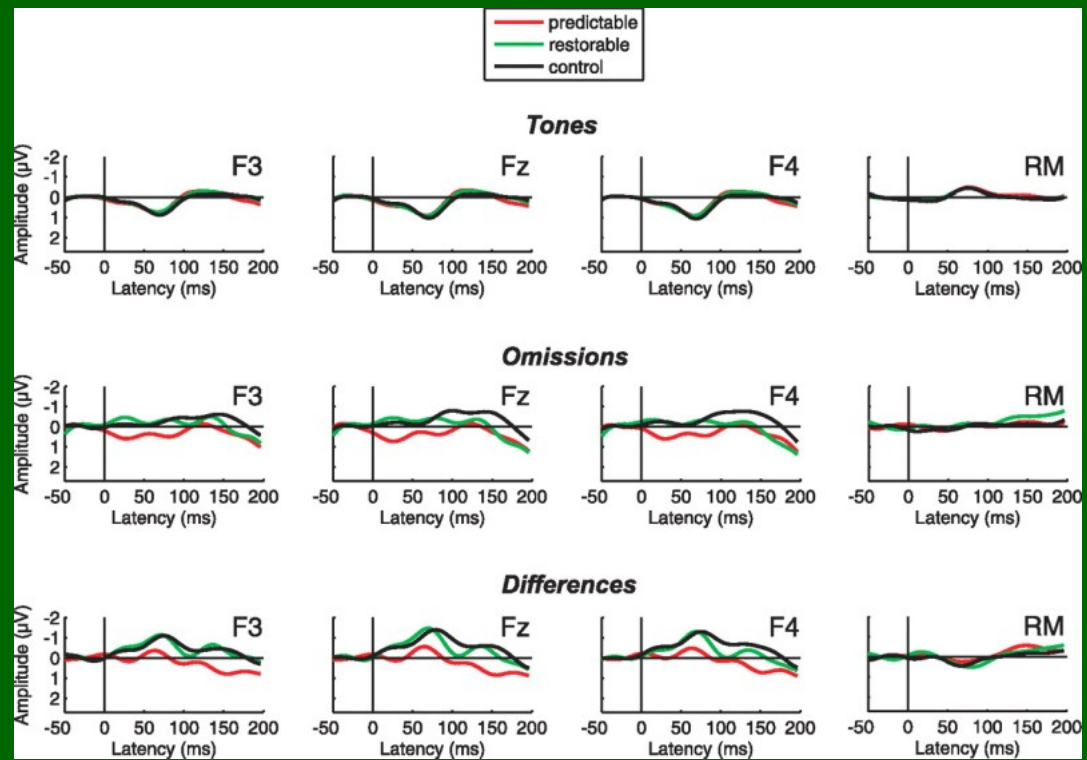 predictable
restorable
control
Tones
F3 Fz F4 RM
Amplitude (µV)
-2 
-1
0
1
2
-50 0 50 100 150 200 -50 0 50 100 150 200 -50 0 50 100 150 200 -50 0 50 100 150 200
Latency (ms) Latency (ms) Latency (ms) Latency (ms)
Omissions
F3 Fz F4 RM
Amplitude (µV)
-2
-1
0
1
2
-50 0 50 100 150 200 -50 0 50 100 150 200 -50 0 50 100 150 200 -50 0 50 100 150 200
Latency (ms) Latency (ms) Latency (ms) Latency (ms)
Differences
F3 Fz F4 RM
Amplitude (µV)
-2
-1
0
1
2
-50 0 50 100 150 200 -50 0 50 100 150 200 -50 0 50 100 150 200 -50 0 50 100 150 200
Latency (ms) Latency (ms) Latency (ms) Latency (ms)